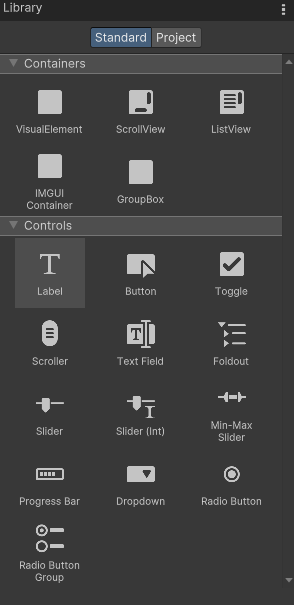 Library
Standard Project
Containers
VisualElement ScrollView ListView
IMGUI
Container
GroupBox
Controls
Label Button Toggle
Scroller Text Field Foldout
Slider Slider (Int)
Min-Max
Slider
Progress Bar Dropdown Radio Button
Radio Button
Group